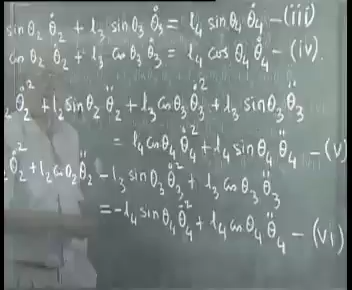 sin θ₂ θ̇₂ + l₃ sin θ₃ θ̇₃ = l₄ sin θ₄ θ̇₄ — (iii)
cos θ₂ θ̇₂ + l₃ cos θ₃ θ̇₃ = l₄ cos θ₄ θ̇₄ — (iv).
₂ θ̇₂² + l₂ sin θ₂ θ̈₂ + l₃ cos θ₃ θ̇₃² + l₃ sin θ₃ θ̈₃
= l₄ cos θ₄ θ̇₄² + l₄ sin θ₄ θ̈₄ — (v)
₂ θ̇₂² + l₂ cos θ₂ θ̈₂ - l₃ sin θ₃ θ̇₃² + l₃ cos θ₃ θ̈₃
= -l₄ sin θ₄ θ̇₄² + l₄ cos θ₄ θ̈₄ — (vi)